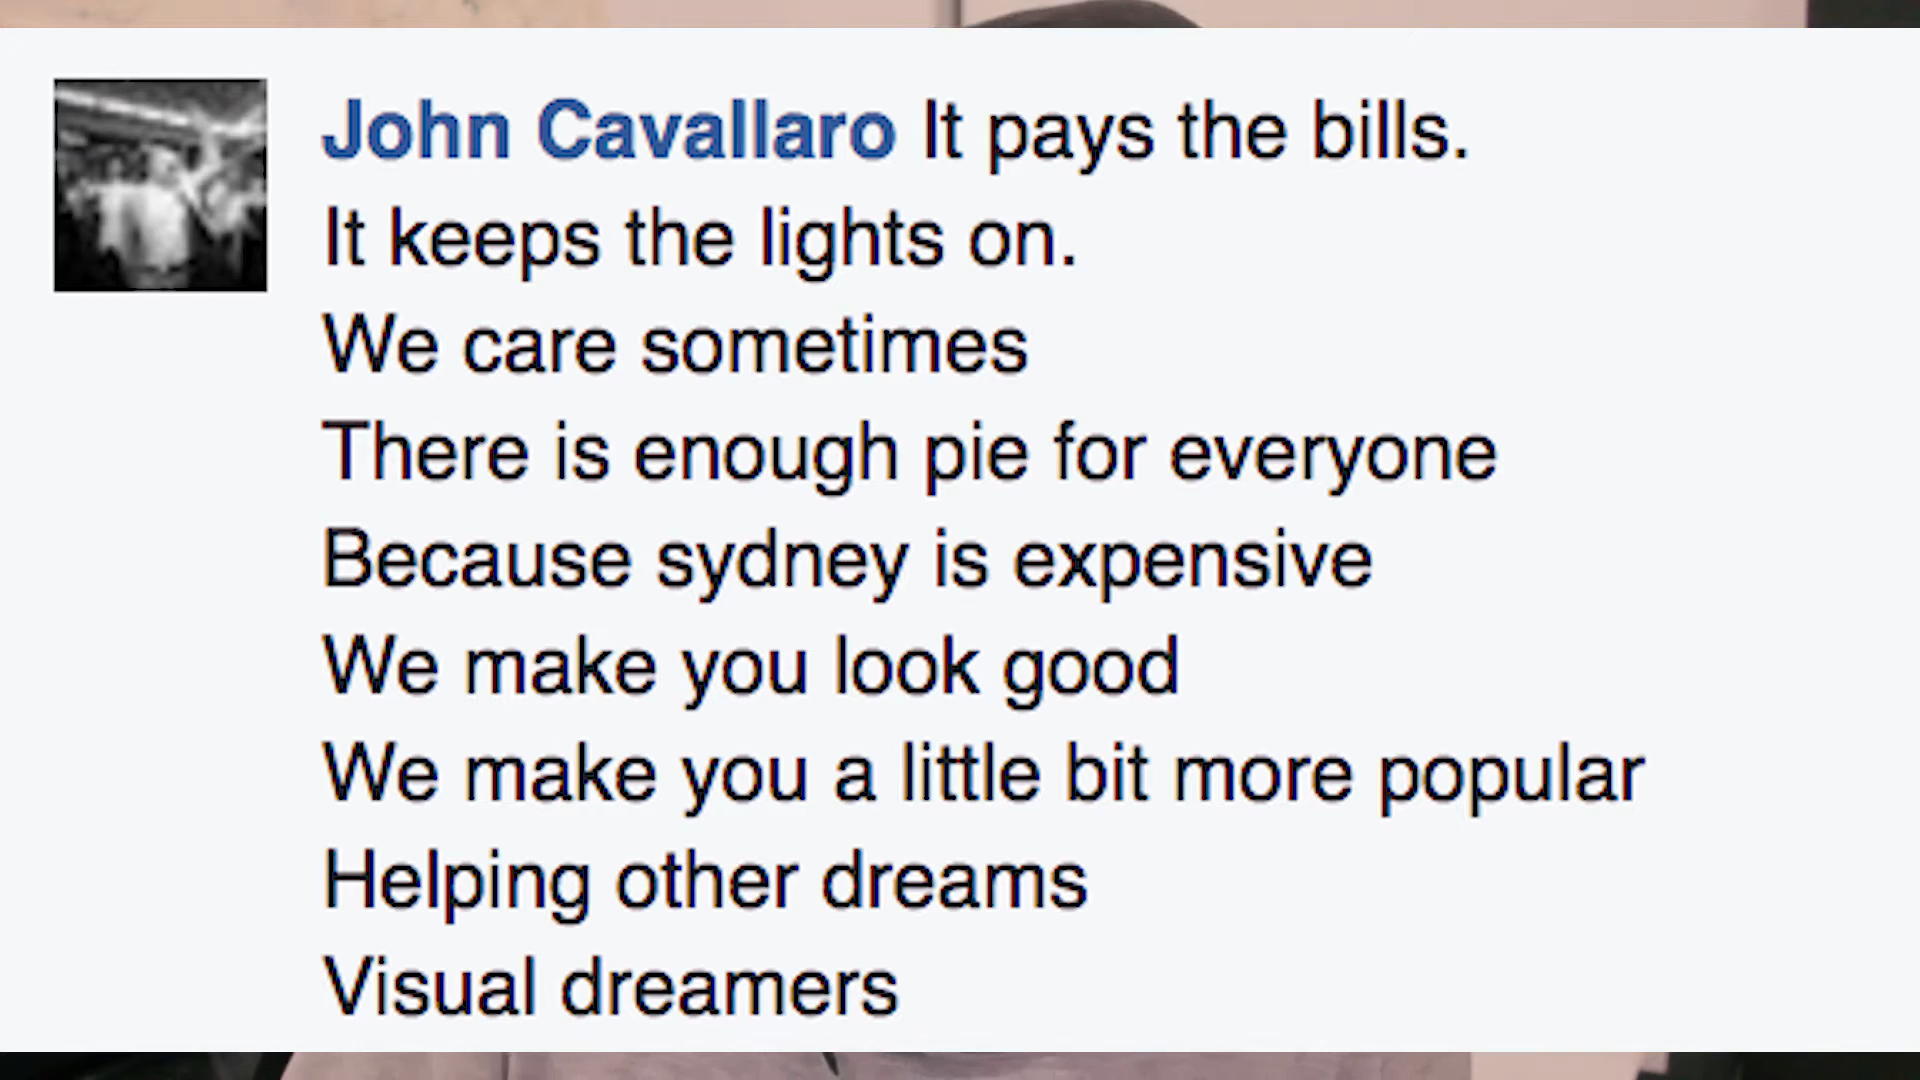 John Cavallaro It pays the bills.
It keeps the lights on.
We care sometimes
There is enough pie for everyone
Because sydney is expensive
We make you look good
We make you a little bit more popular
Helping other dreams
Visual dreamers